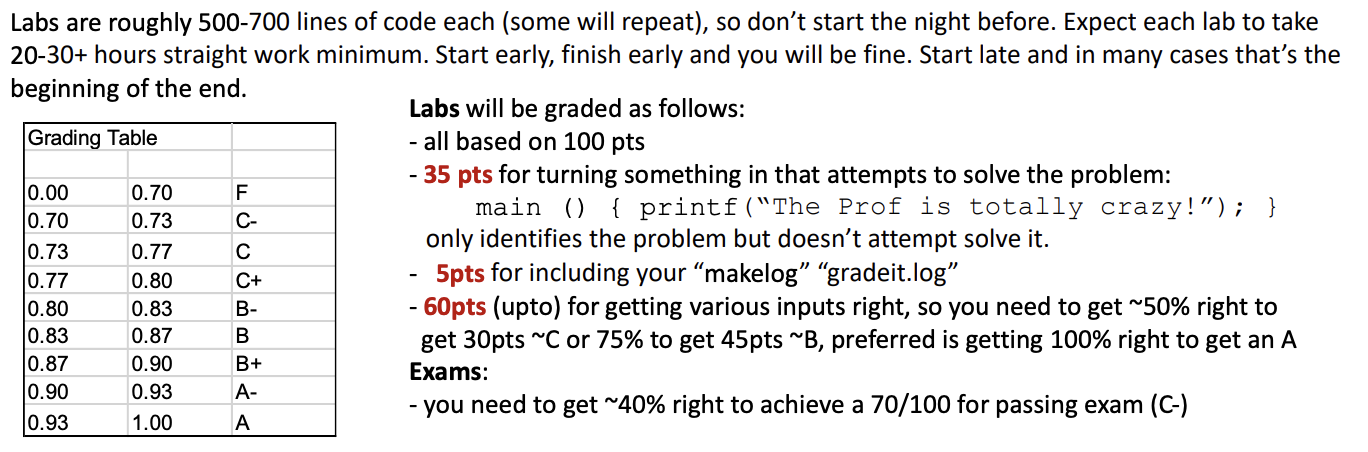 Labs are roughly 500-700 lines of code each (some will repeat), so don’t start the night before. Expect each lab to take
20-30+ hours straight work minimum. Start early, finish early and you will be fine. Start late and in many cases that’s the
beginning of the end.
Grading Table
0.00 0.70 F
0.70 0.73 C-
0.73 0.77 C
0.77 0.80 C+
0.80 0.83 B-
0.83 0.87 B
0.87 0.90 B+
0.90 0.93 A-
0.93 1.00 A
Labs will be graded as follows:
- all based on 100 pts
- 35 pts for turning something in that attempts to solve the problem:
main () { printf(“The Prof is totally crazy!”); }
only identifies the problem but doesn’t attempt solve it.
- 5pts for including your “makelog” “gradeit.log”
- 60pts (upto) for getting various inputs right, so you need to get ~50% right to
get 30pts ~C or 75% to get 45pts ~B, preferred is getting 100% right to get an A
Exams:
- you need to get ~40% right to achieve a 70/100 for passing exam (C-)